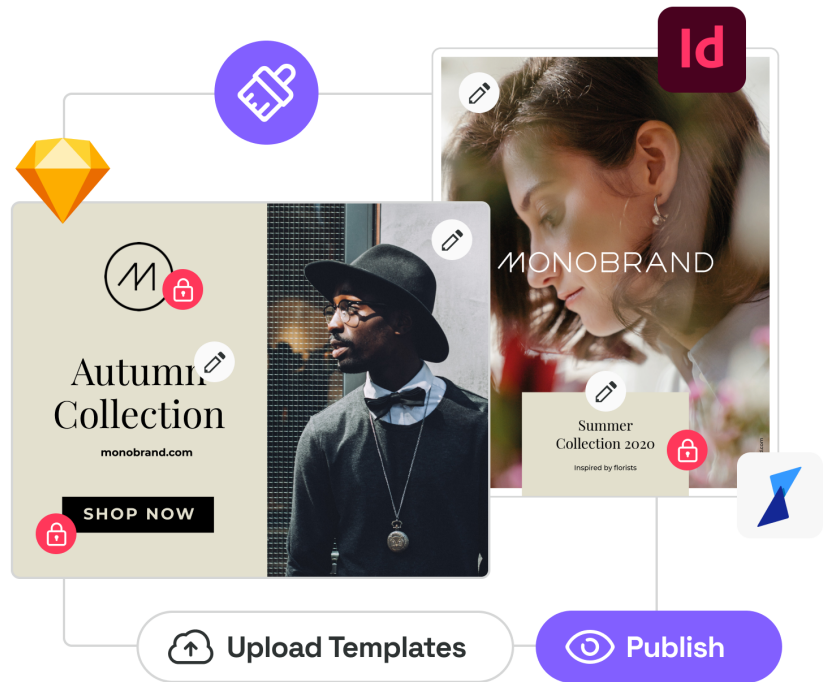 Id
MONOBRAND
M
Autumn
Collection
monobrand.com
SHOP NOW
Summer
Collection 2020
Inspired by florists
Upload Templates
Publish